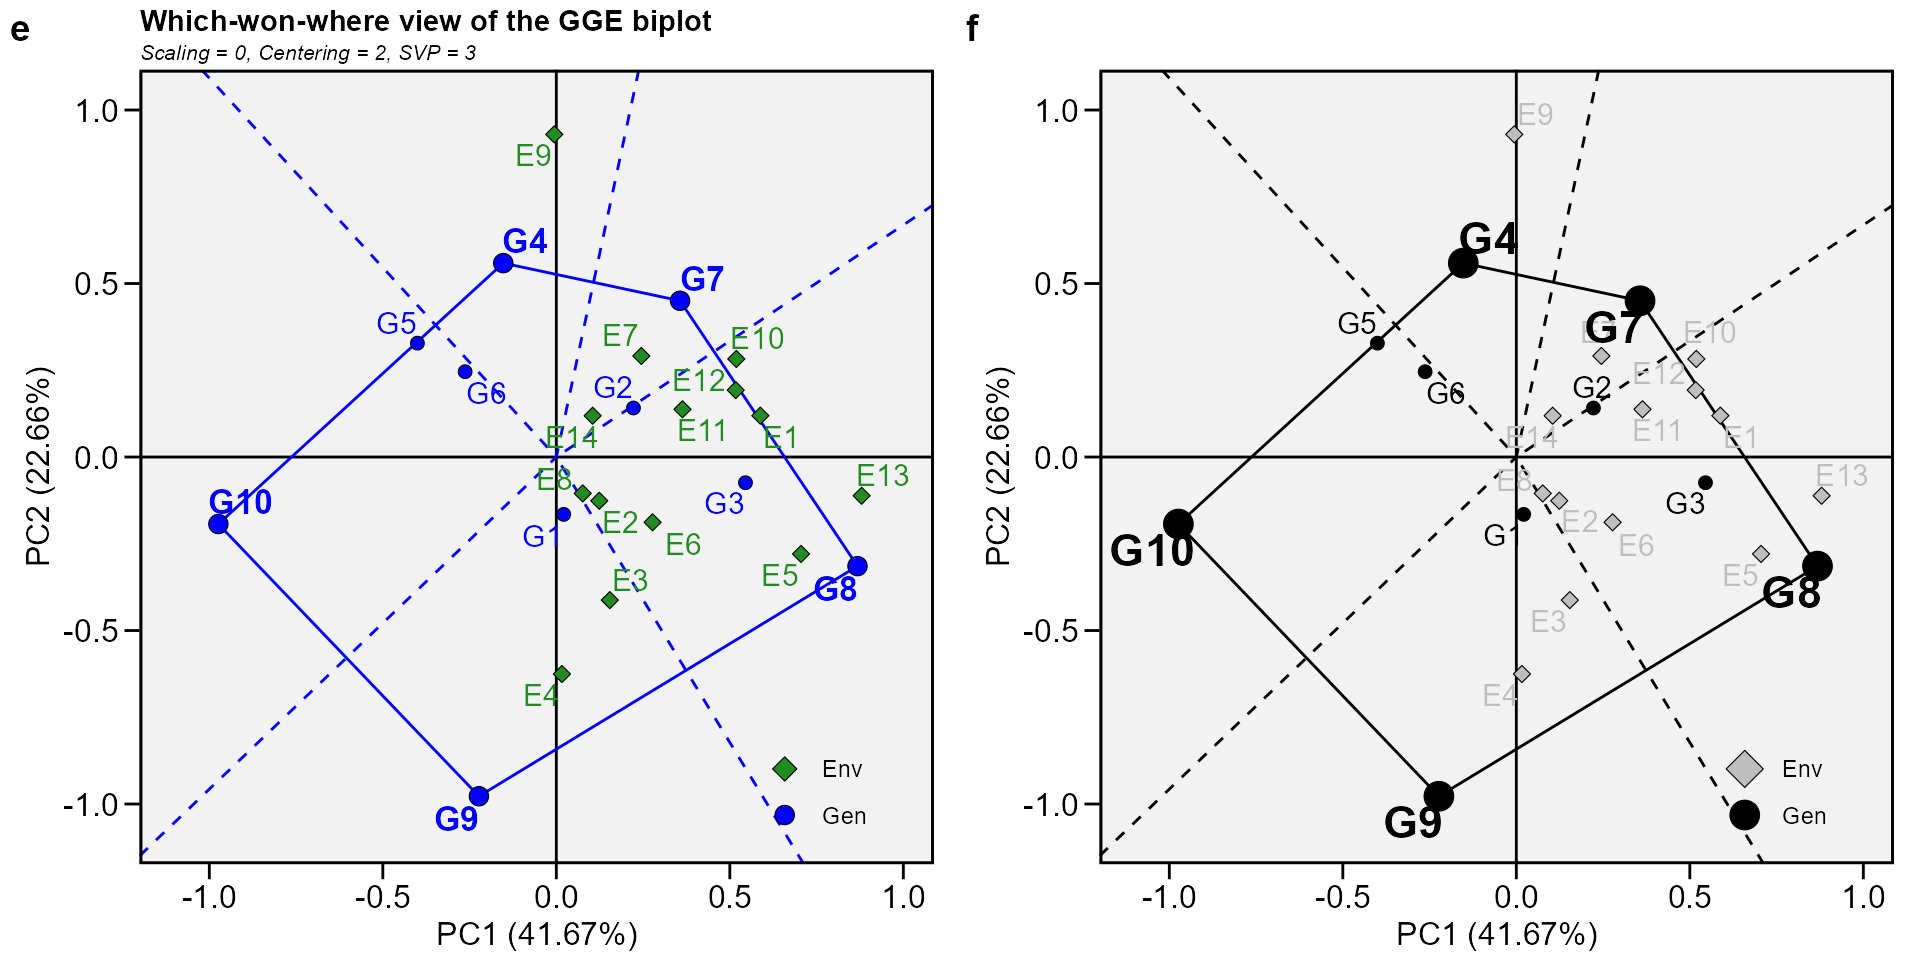 e
Which-won-where view of the GGE biplot
Scaling = 0, Centering = 2, SVP = 3
1.0
0.5
0.0
-0.5
-1.0
PC2 (22.66%)
E9
G4
G7
G5
E7
E10
G6
G2
E12
E14
E11
E1
E8
E13
G10
G3
E2
G
E6
E3
E5
G8
E4
G9
Env
Gen
-1.0
-0.5
0.0
0.5
1.0
PC1 (41.67%)
f
1.0
0.5
0.0
-0.5
-1.0
PC2 (22.66%)
E9
G4
G5
G7
E7
E10
G6
G2
E12
E14
E11
E1
E8
E13
G3
E2
G
G10
E6
E5
G8
E3
E4
G9
Env
Gen
-1.0
-0.5
0.0
0.5
1.0
PC1 (41.67%)